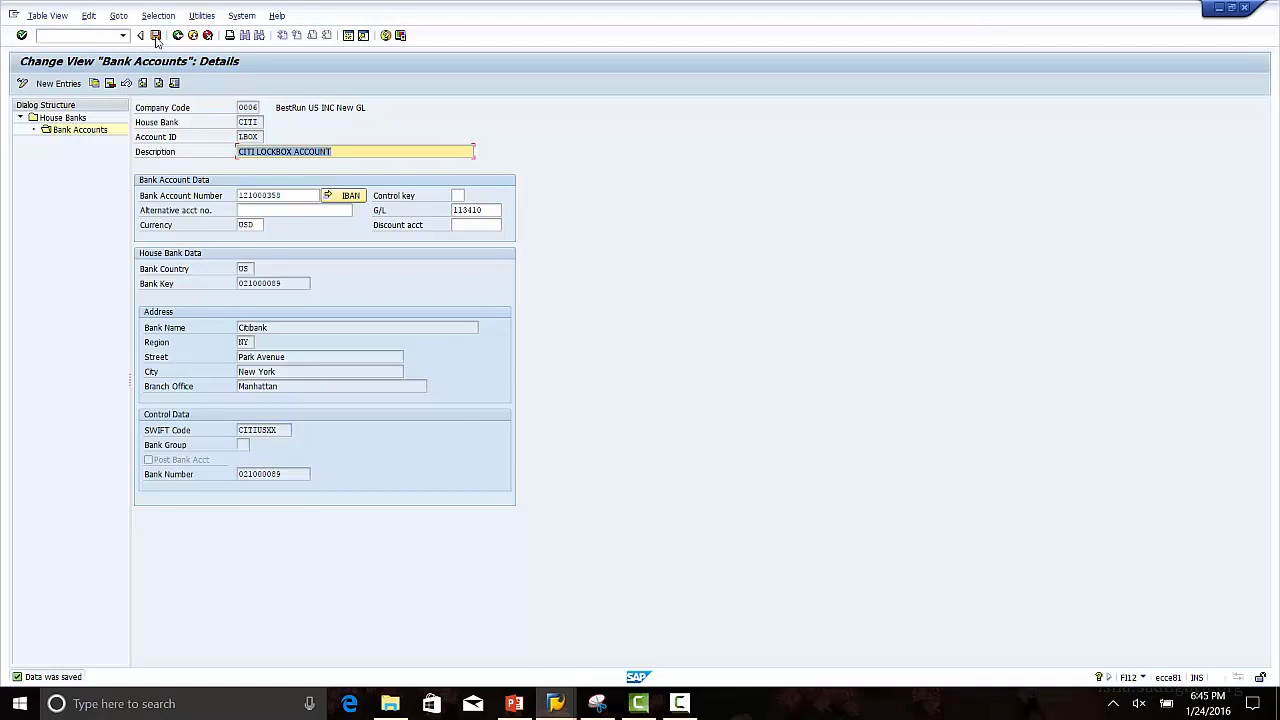 Table View Edit Goto Selection Utilities System Help
Change View "Bank Accounts": Details
New Entries
Dialog Structure
House Banks
Bank Accounts
Company Code 0006 BestRun US INC New GL
House Bank CITI
Account ID LBOX
Description CITI LOCKBOX ACCOUNT
Bank Account Data
Bank Account Number 121000358 IBAN Control key
Alternative acct no. G/L 113410
Currency USD Discount acct
House Bank Data
Bank Country US
Bank Key 021000089
Address
Bank Name Citibank
Region NY
Street Park Avenue
City New York
Branch Office Manhattan
Control Data
SWIFT Code CITIUSXX
Bank Group
Post Bank Acct
Bank Number 021000089
Data was saved SAP FI12 ecce81 INS
Type here to search
6:45 PM
1/24/2016